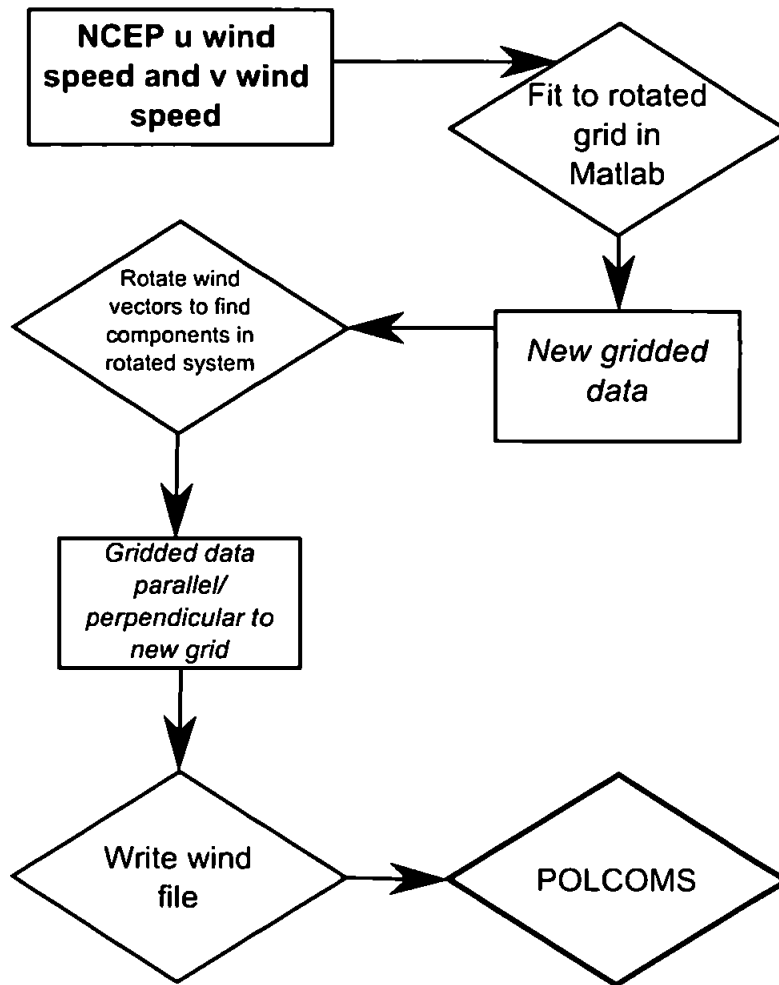 NCEP u wind
speed and v wind
speed
Fit to rotated
grid in
Matlab
New gridded
data
Rotate wind
vectors to find
components in
rotated system
Gridded data
parallel/
perpendicular to
new grid
Write wind
file
POLCOMS